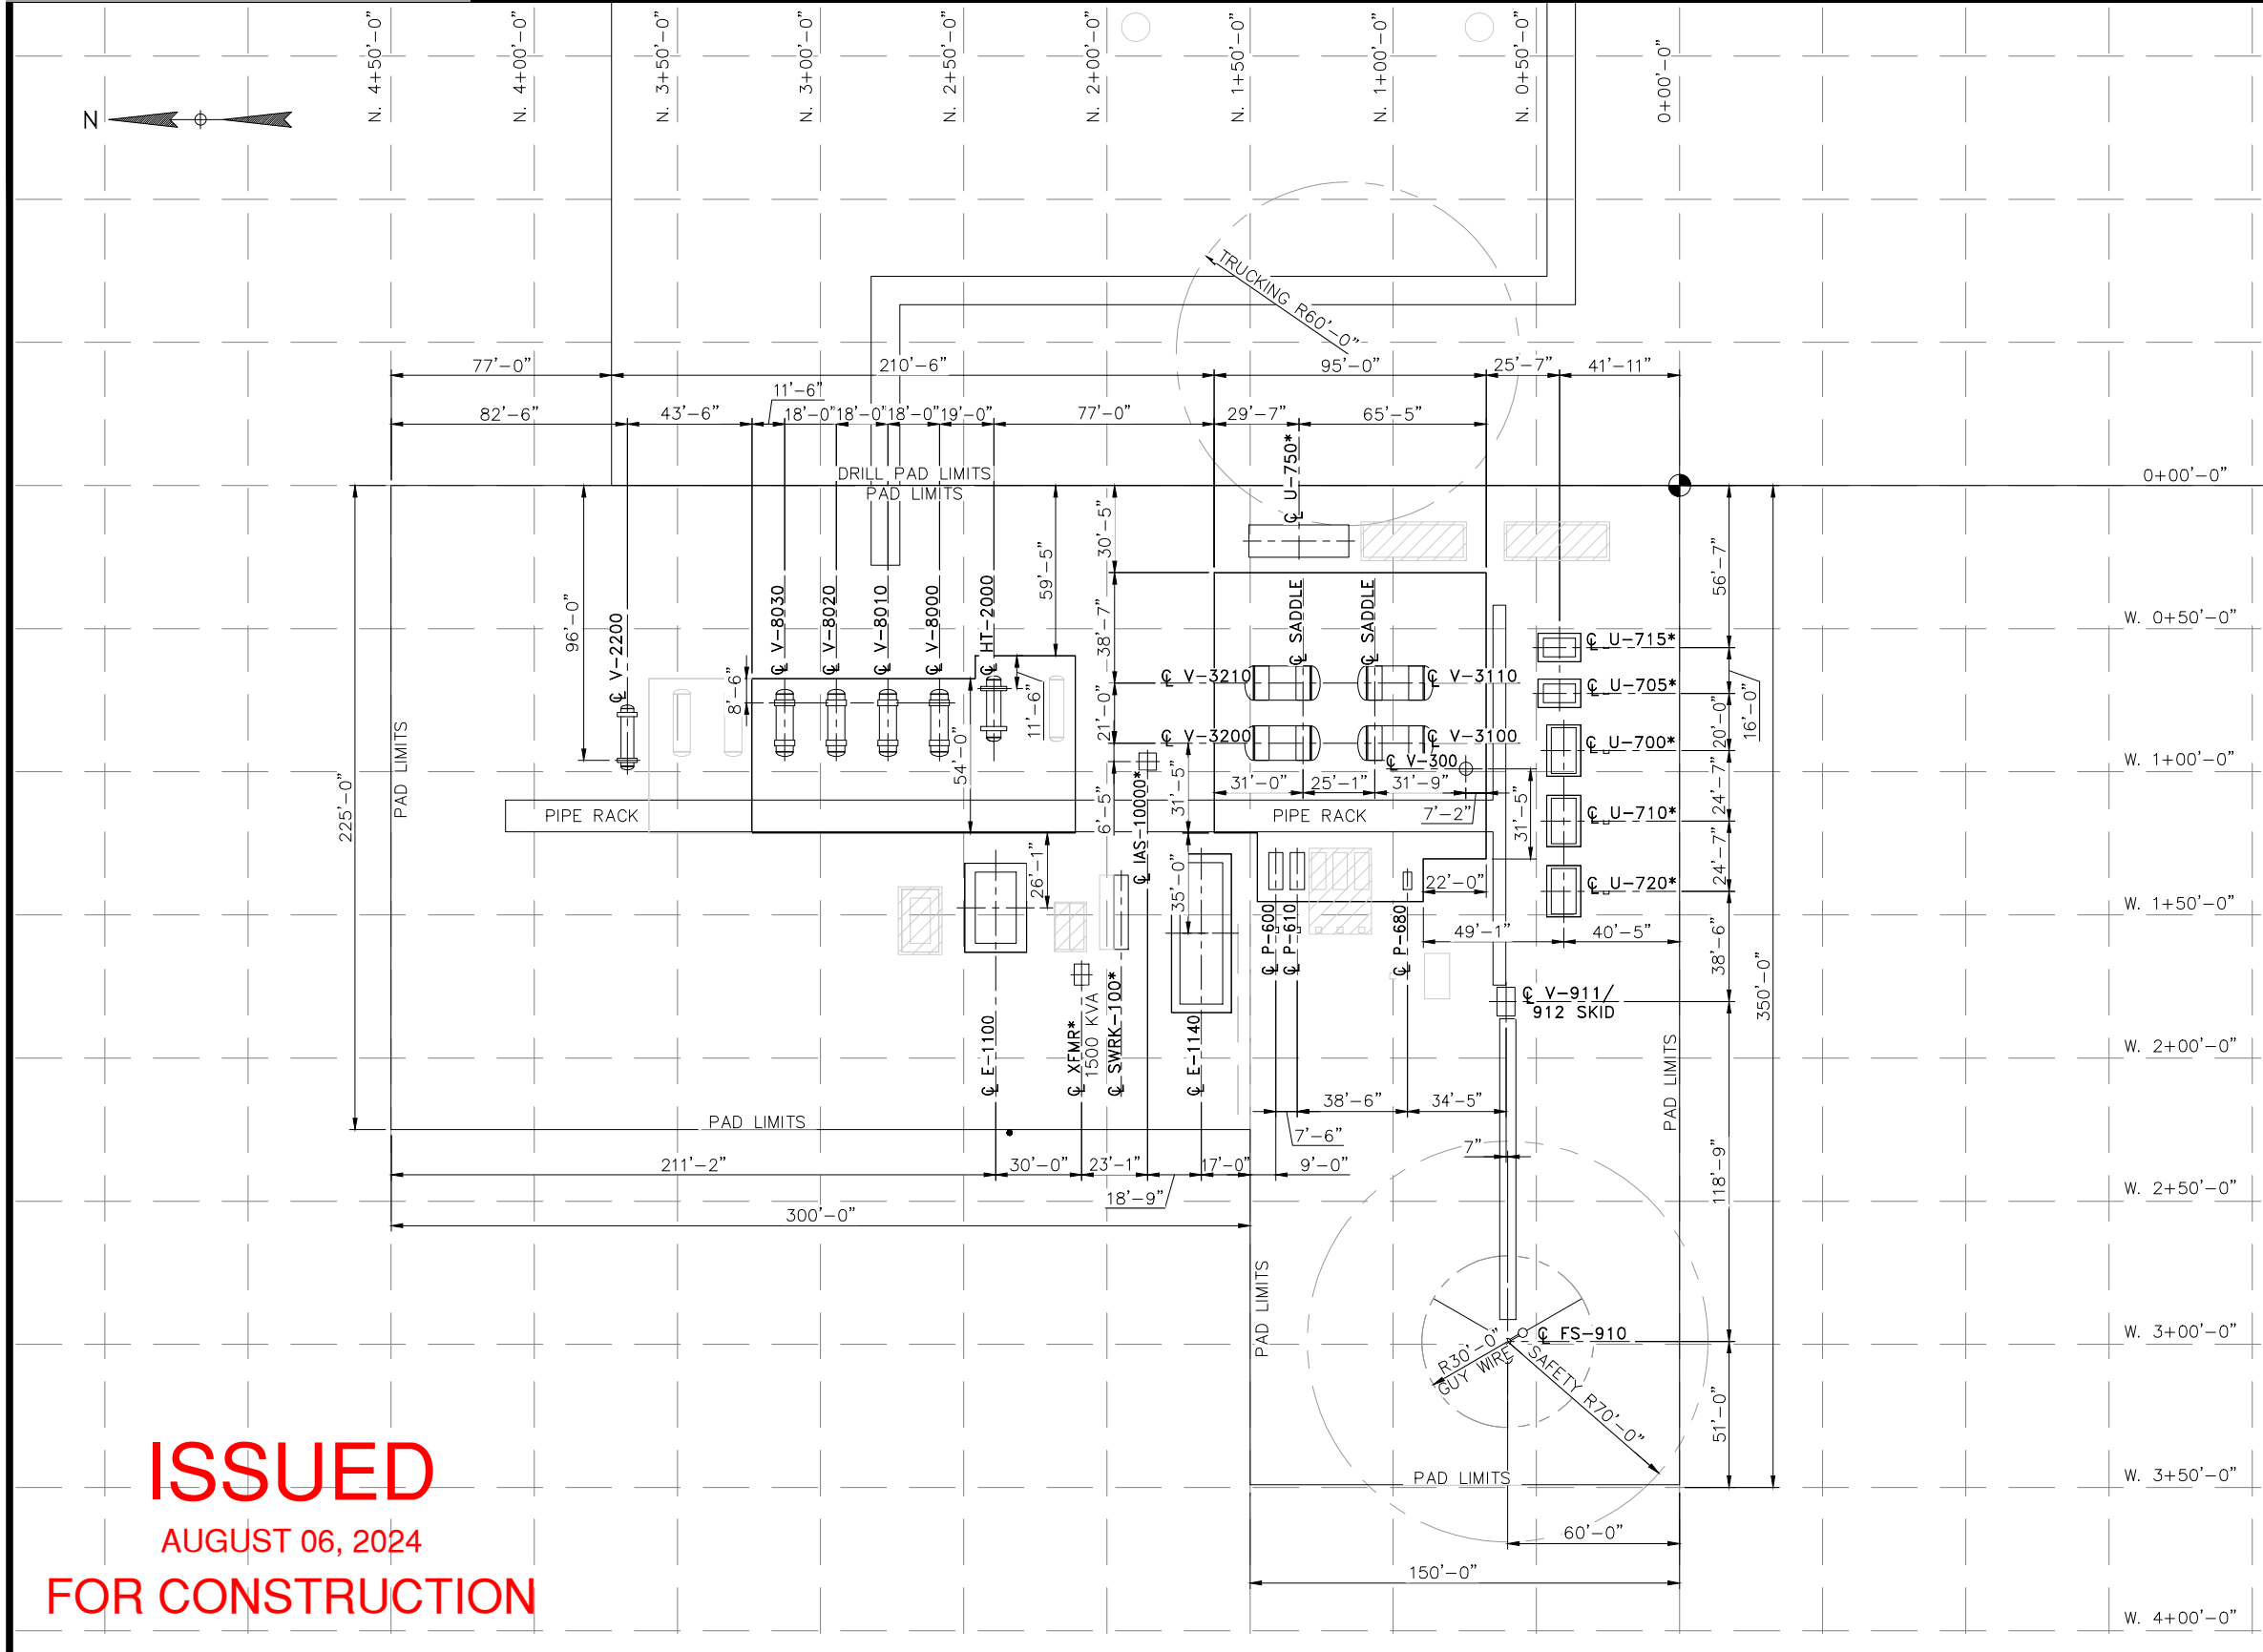 N. 4+50'-0"
N. 4+00'-0"
N. 3+50'-0"
N. 3+00'-0"
N. 2+50'-0"
N. 2+00'-0"
N. 1+50'-0"
N. 1+00'-0"
N. 0+50'-0"
0+00'-0"
N
TRUCKING R60'-0"
77'-0"
210'-6"
95'-0"
25'-7"
41'-11"
11'-6"
82'-6"
43'-6"
18'-0"
18'-0"
18'-0"
19'-0"
77'-0"
29'-7"
65'-5"
DRILL PAD LIMITS
PAD LIMITS
0+00'-0"
℄ U-750*
30'-5"
59'-5"
56'-7"
96'-0"
℄ V-2200
℄ V-8030
℄ V-8020
℄ V-8010
℄ V-8000
℄ HT-2000
38'-7"
℄ SADDLE
℄ SADDLE
W. 0+50'-0"
℄ U-715*
℄ V-3210
℄ V-3110
℄ U-705*
8'-6"
11'-6"
21'-0"
20'-0"
16'-0"
℄ V-3200
℄ V-3100
℄ U-700*
℄ V-300
W. 1+00'-0"
PAD LIMITS
225'-0"
54'-0"
6'-5"
31'-5"
℄ IAS-10000*
31'-0"
25'-1"
31'-9"
7'-2"
31'-5"
24'-7"
PIPE RACK
PIPE RACK
℄ U-710*
24'-7"
26'-1"
35'-0"
22'-0"
℄ U-720*
W. 1+50'-0"
℄ P-600
℄ P-610
℄ P-680
49'-1"
40'-5"
38'-6"
350'-0"
℄ V-911/
912 SKID
℄ E-1100
℄ XFMR*
1500 KVA
℄ SWRK-100*
℄ E-1140
W. 2+00'-0"
PAD LIMITS
38'-6"
34'-5"
PAD LIMITS
7'-6"
7"
211'-2"
30'-0"
23'-1"
17'-0"
9'-0"
18'-9"
118'-9"
W. 2+50'-0"
300'-0"
PAD LIMITS
W. 3+00'-0"
℄ FS-910
R30'-0"
GUY WIRE
SAFETY R70'-0"
51'-0"
PAD LIMITS
W. 3+50'-0"
60'-0"
150'-0"
W. 4+00'-0"
ISSUED
AUGUST 06, 2024
FOR CONSTRUCTION